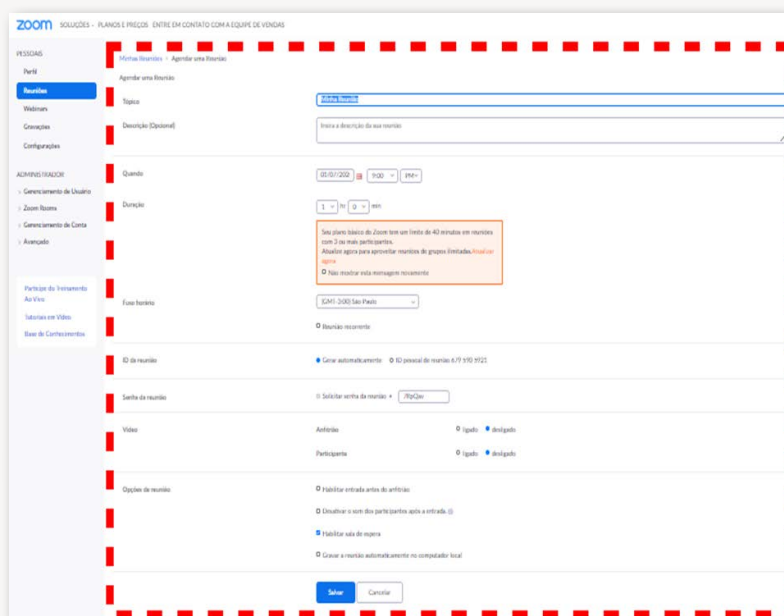 zoom SOLUÇÕES PLANOS E PREÇOS ENTRE EM CONTATO COM A EQUIPE DE VENDAS
PESSOAIS
Perfil
Reuniões
Webinars
Gravações
Configurações
ADMINISTRADOR
> Gerenciamento de Usuário
> Zoom Rooms
> Gerenciamento de Conta
> Avançado
Participe do Treinamento
Ao Vivo
Tutoriais em Vídeo
Base de Conhecimentos
Minhas Reuniões > Agendar uma Reunião
Agendar uma Reunião
Tópico Minha Reunião
Descrição (Opcional) Insira a descrição da sua reunião
Quando 9:00 PM
Duração 1 hr 0 min
Seu plano básico do Zoom tem um limite de 40 minutos em reuniões
com 3 ou mais participantes.
Atualize agora para aproveitar reuniões de grupos ilimitadas. Atualizar
agora
Não mostrar esta mensagem novamente
Fuso horário (GMT-3:00) São Paulo
Reunião recorrente
ID da reunião Gerar automaticamente ID pessoal de reunião 679 590 5921
Senha da reunião Solicitar senha da reunião
Vídeo Anfitrião ligado desligado
Participante ligado desligado
Opções de reunião Habilitar entrada antes do anfitrião
Desativar o som dos participantes após a entrada.
Habilitar sala de espera
Gravar a reunião automaticamente no computador local
Salvar Cancelar